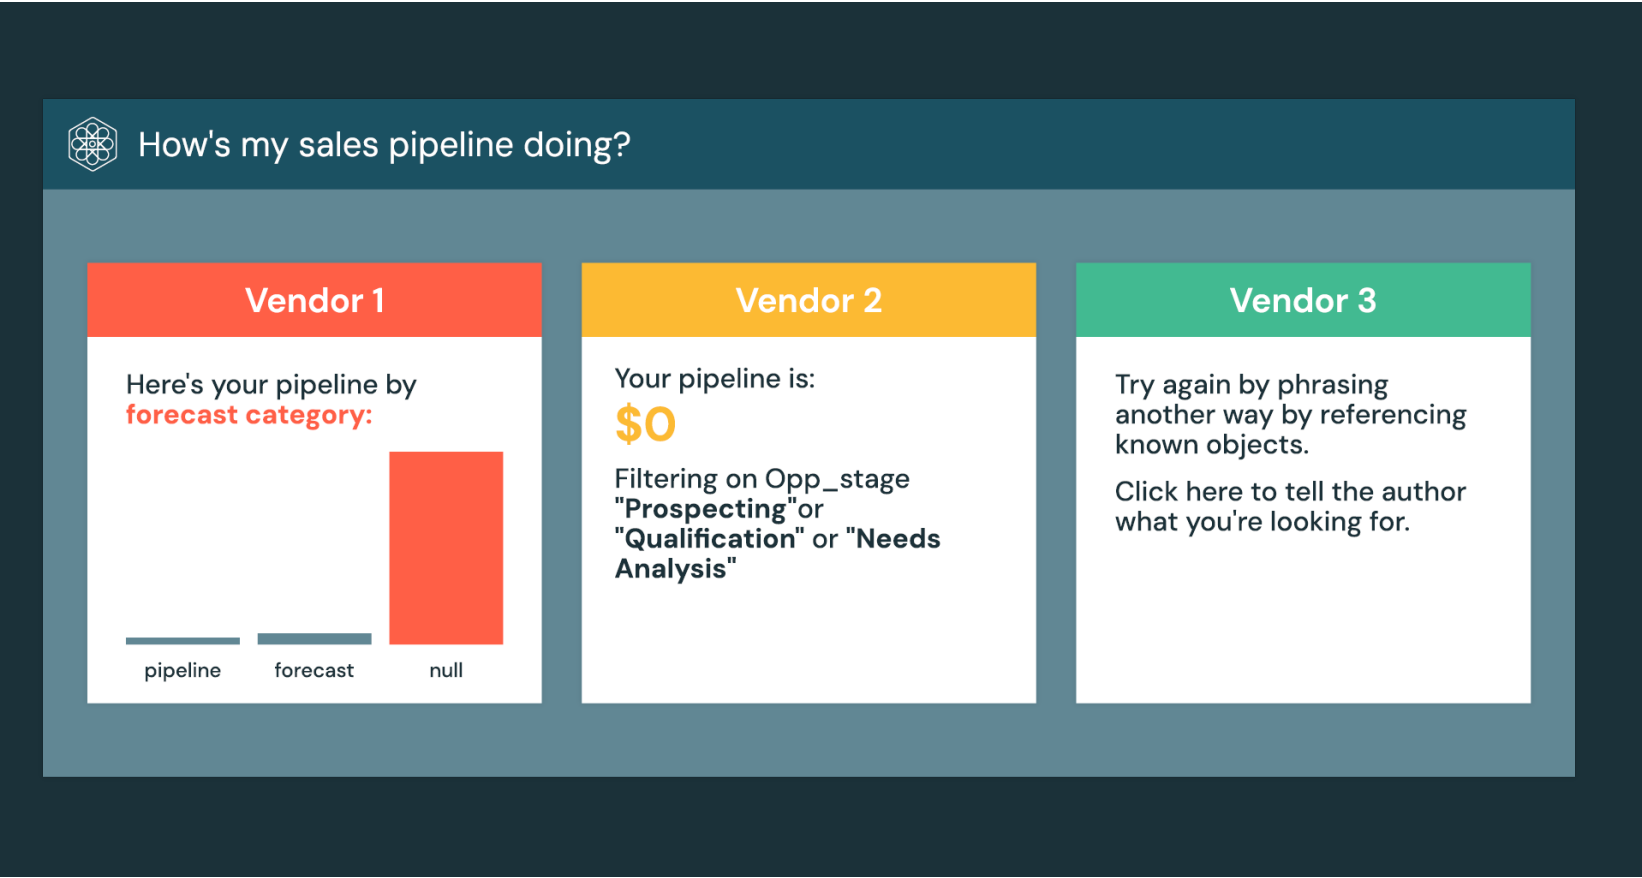 How's my sales pipeline doing?
Vendor 1
Here's your pipeline by
forecast category:
pipeline
forecast
null
Vendor 2
Your pipeline is:
$0
Filtering on Opp_stage
"Prospecting"or
"Qualification" or "Needs
Analysis"
Vendor 3
Try again by phrasing
another way by referencing
known objects.
Click here to tell the author
what you're looking for.